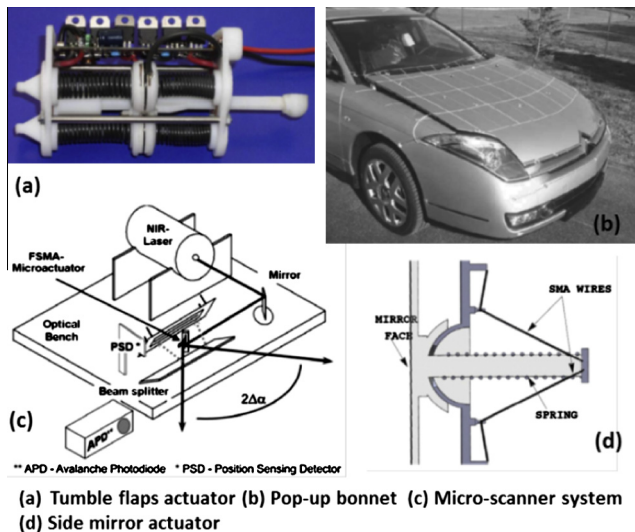 (a)
(b)
NIR-
Laser
FSMA-
Microactuator
Mirror
Optical
Bench
PSD *
Beam splitter
2Δα
(c)
APD**
** APD - Avalanche Photodiode * PSD - Position Sensing Detector
MIRROR
FACE
SMA WIRES
SPRING
(d)
(a) Tumble flaps actuator (b) Pop-up bonnet (c) Micro-scanner system
(d) Side mirror actuator